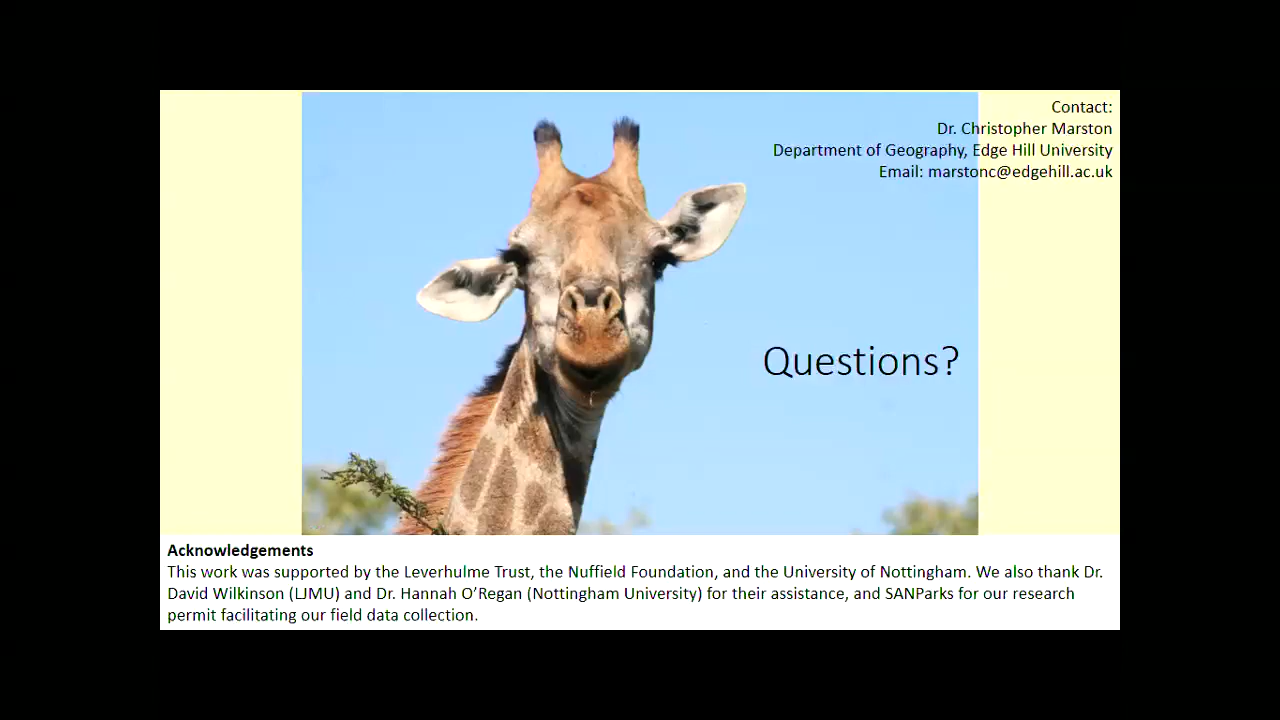 Contact:
Dr. Christopher Marston
Department of Geography, Edge Hill University
Email: marstonc@edgehill.ac.uk
Questions?
Acknowledgements
This work was supported by the Leverhulme Trust, the Nuffield Foundation, and the University of Nottingham. We also thank Dr.
David Wilkinson (LJMU) and Dr. Hannah O’Regan (Nottingham University) for their assistance, and SANParks for our research
permit facilitating our field data collection.